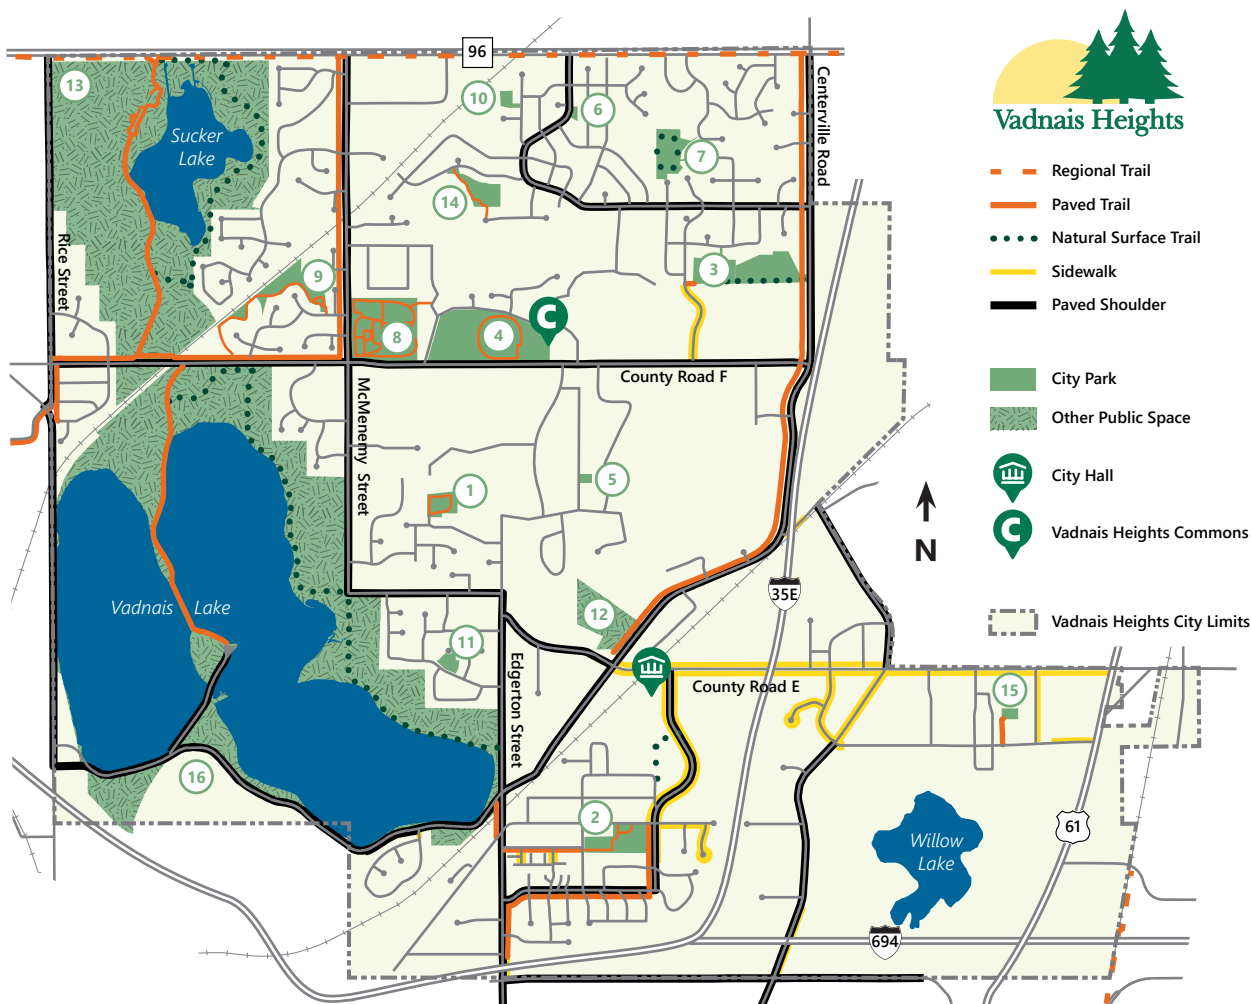 96
13
10
6
Sucker
Lake
7
Centerville Road
14
Rice Street
9
3
C
8
4
County Road F
McMenemy Street
1
5
35E
Vadnais Lake
12
11
Edgerton Street
County Road E
15
16
2
61
Willow
Lake
694
Vadnais Heights
Regional Trail
Paved Trail
Natural Surface Trail
Sidewalk
Paved Shoulder
City Park
Other Public Space
City Hall
C
Vadnais Heights Commons
N
Vadnais Heights City Limits